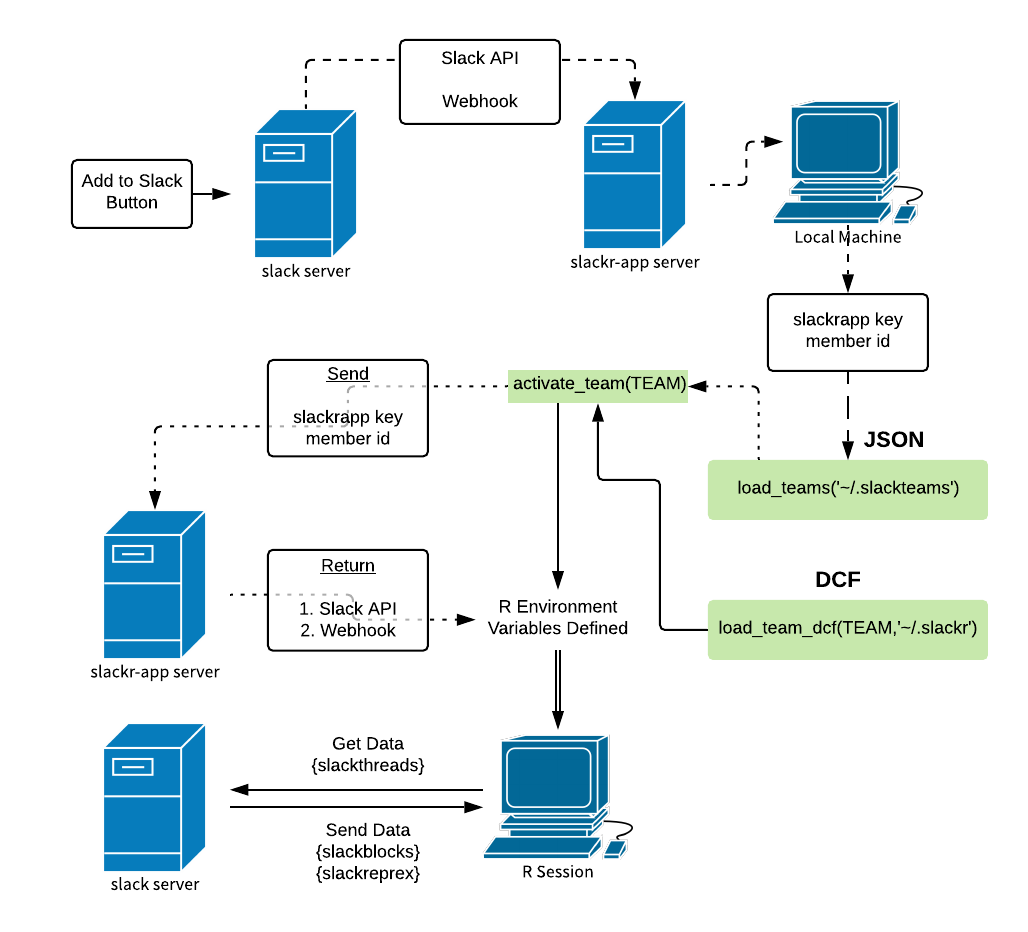 Slack API
Webhook
Add to Slack
Button
slack server
slackr-app server
Local Machine
slackrapp key
member id
Send
slackrapp key
member id
activate_team(TEAM)
JSON
load_teams('~/.slackteams')
DCF
load_team_dcf(TEAM,'~/.slackr')
Return
1. Slack API
2. Webhook
R Environment
Variables Defined
slackr-app server
Get Data
{slackthreads}
Send Data
{slackblocks}
{slackreprex}
slack server
R Session